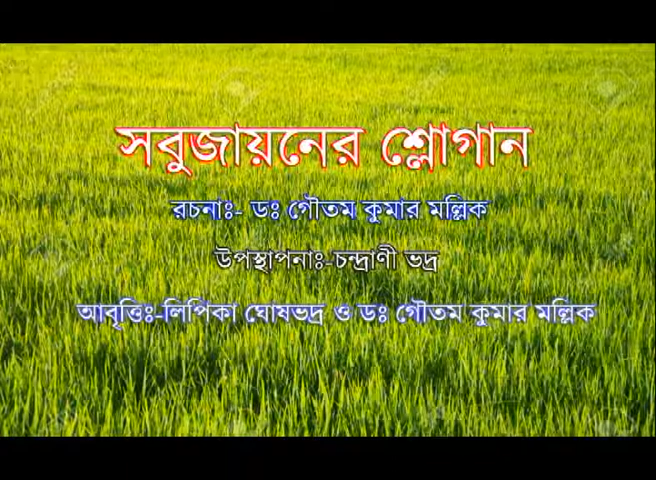 সবুজায়নের শ্লোগান
রচনাঃ- ডঃ গৌতম কুমার মল্লিক
উপস্থাপনাঃ-চন্দ্রাণী ভদ্র
আবৃত্তিঃ-লিপিকা ঘোষভদ্র ও ডঃ গৌতম কুমার মল্লিক